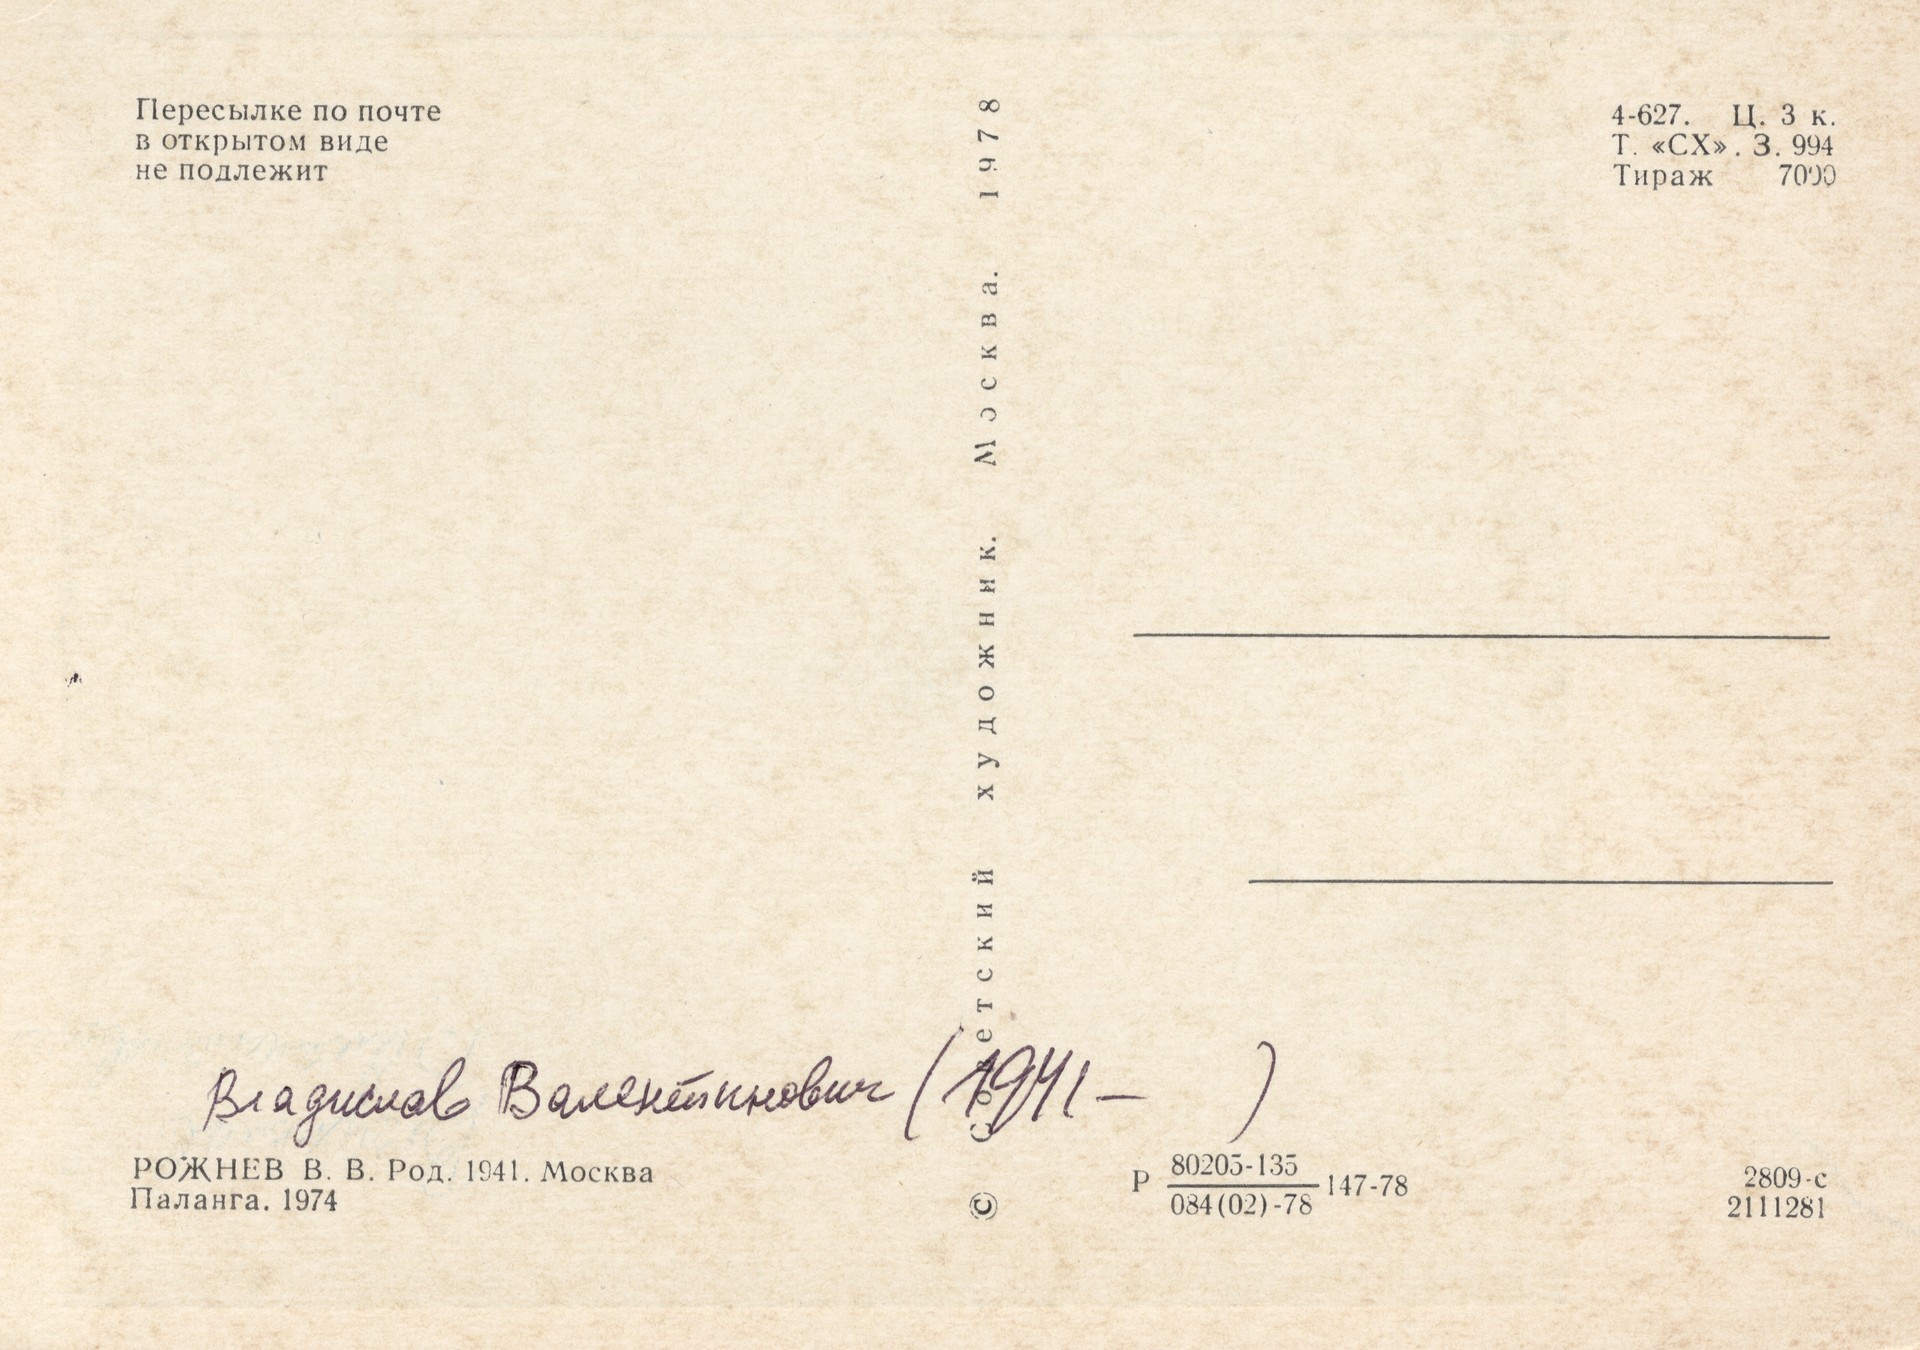 Пересылке по почте
в открытом виде
не подлежит
4-627. Ц. 3 к.
Т. «СХ». З. 994
Тираж 7000
© Советский художник. Москва. 1978
Владислав Валентинович (1941 — )
РОЖНЕВ В. В. Род. 1941. Москва
Паланга. 1974
Р 80205-135
084(02)-78 147-78
2809-с
2111281